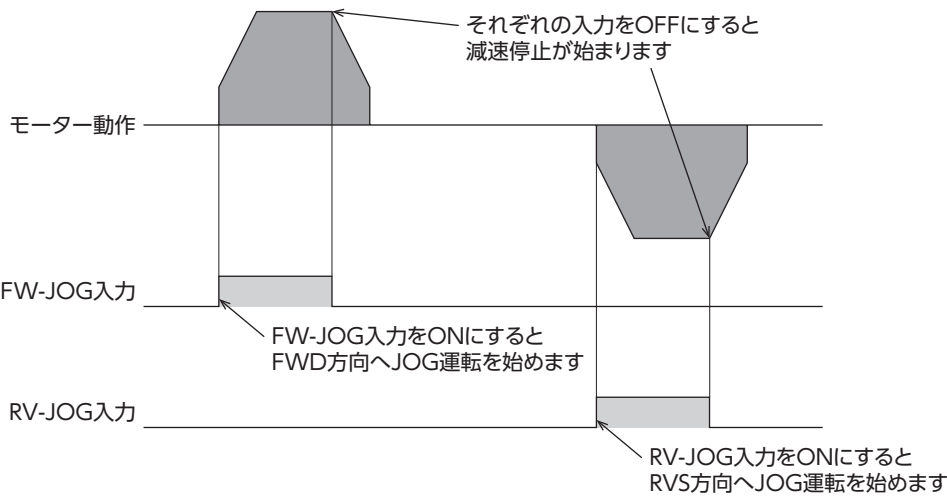 それぞれの入力をOFFにすると
減速停止が始まります
モーター動作
FW-JOG入力
FW-JOG入力をONにすると
FWD方向へJOG運転を始めます
RV-JOG入力
RV-JOG入力をONにすると
RVS方向へJOG運転を始めます